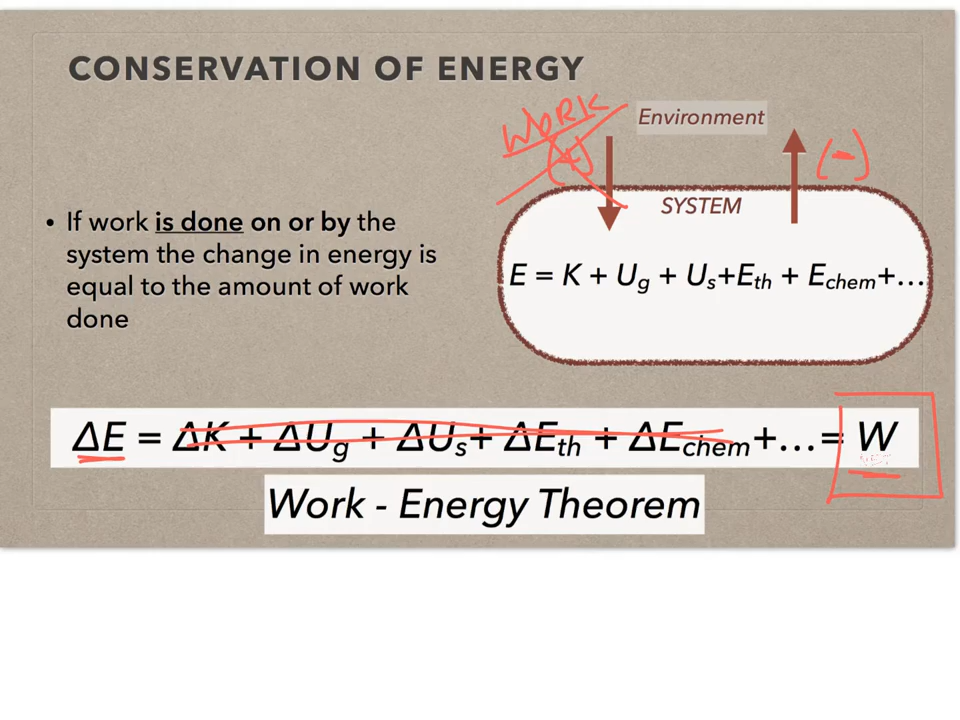 CONSERVATION OF ENERGY
WORK
(+)
Environment
(-)
SYSTEM
E = K + Ug + Us+Eth + Echem+...
• If work is done on or by the
system the change in energy is
equal to the amount of work
done
ΔE = ΔK + ΔUg + ΔUs+ ΔEth + ΔEchem+...= W
Work - Energy Theorem